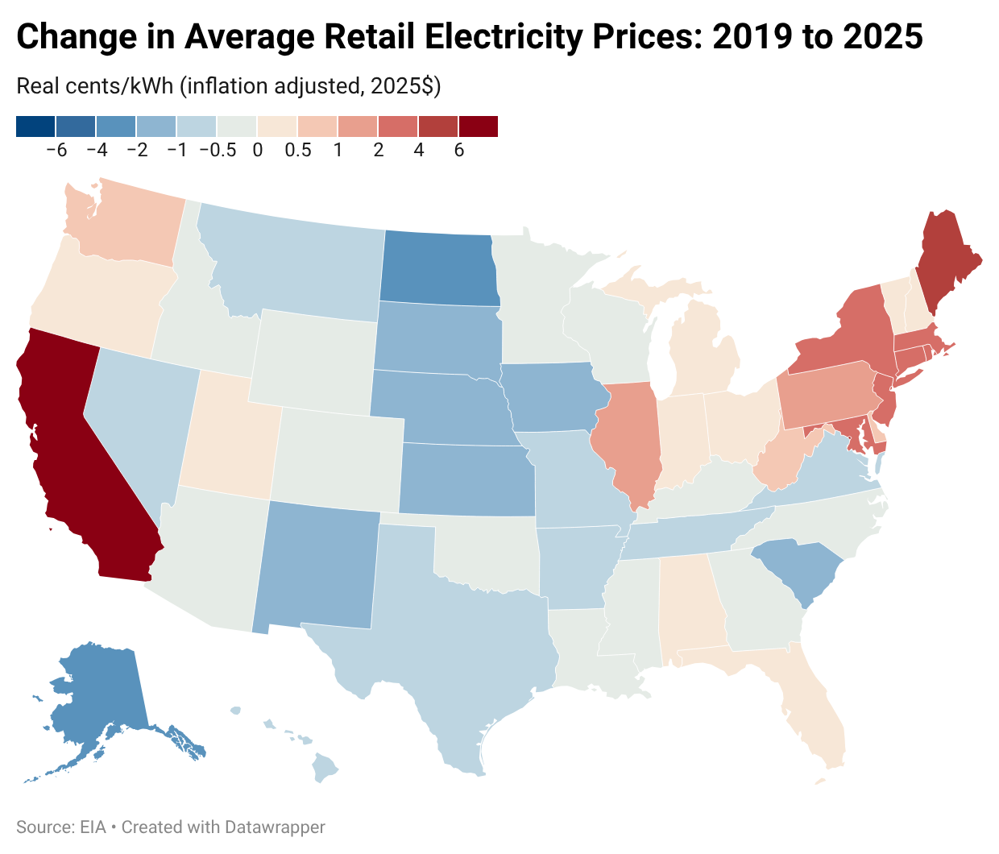 Change in Average Retail Electricity Prices: 2019 to 2025
Real cents/kWh (inflation adjusted, 2025$)
−6 −4 −2 −1 −0.5 0 0.5 1 2 4 6
Source: EIA • Created with Datawrapper